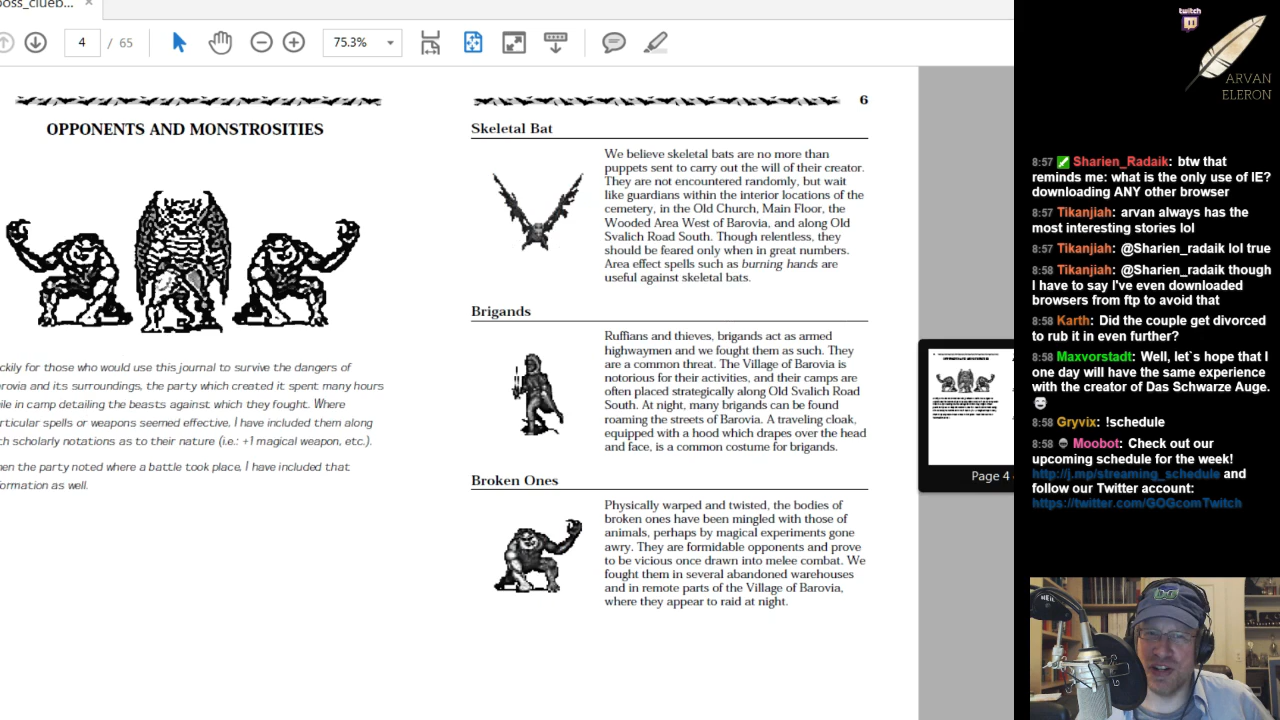 oss_clueb...
4 / 65
75.3%
OPPONENTS AND MONSTROSITIES
ckily for those who would use this journal to survive the dangers of
rovia and its surroundings, the party which created it spent many hours
ile in camp detailing the beasts against which they fought. Where
rticular spells or weapons seemed effective. I have included them along
th scholarly notations as to their nature (i.e.: +1 magical weapon, etc.).
en the party noted where a battle took place, I have included that
formation as well.
6
Skeletal Bat
We believe skeletal bats are no more than
puppets sent to carry out the will of their creator.
They are not encountered randomly, but wait
like guardians within the interior locations of the
cemetery, in the Old Church, Main Floor, the
Wooded Area West of Barovia, and along Old
Svalich Road South. Though relentless, they
should be feared only when in great numbers.
Area effect spells such as burning hands are
useful against skeletal bats.
Brigands
Ruffians and thieves, brigands act as armed
highwaymen and we fought them as such. They
are a common threat. The Village of Barovia is
notorious for their activities, and their camps are
often placed strategically along Old Svalich Road
South. At night, many brigands can be found
roaming the streets of Barovia. A traveling cloak,
equipped with a hood which drapes over the head
and face, is a common costume for brigands.
Broken Ones
Physically warped and twisted, the bodies of
broken ones have been mingled with those of
animals, perhaps by magical experiments gone
awry. They are formidable opponents and prove
to be vicious once drawn into melee combat. We
fought them in several abandoned warehouses
and in remote parts of the Village of Barovia,
where they appear to raid at night.
Page 4
twitch
ARVAN
ELERON
8:57 Sharien_Radaik: btw that
reminds me: what is the only use of IE?
downloading ANY other browser
8:57 Tikanjiah: arvan always has the
most interesting stories lol
8:57 Tikanjiah: @Sharien_radaik lol true
8:58 Tikanjiah: @Sharien_radaik though
I have to say I've even downloaded
browsers from ftp to avoid that
8:58 Karth: Did the couple get divorced
to rub it in even further?
8:58 Maxvorstadt: Well, let`s hope that I
one day will have the same experience
with the creator of Das Schwarze Auge.
8:58 Gryvix: !schedule
8:58 Moobot: Check out our
upcoming schedule for the week!
http://j.mp/streaming_schedule and
follow our Twitter account:
https://twitter.com/GOGcomTwitch
NEIL